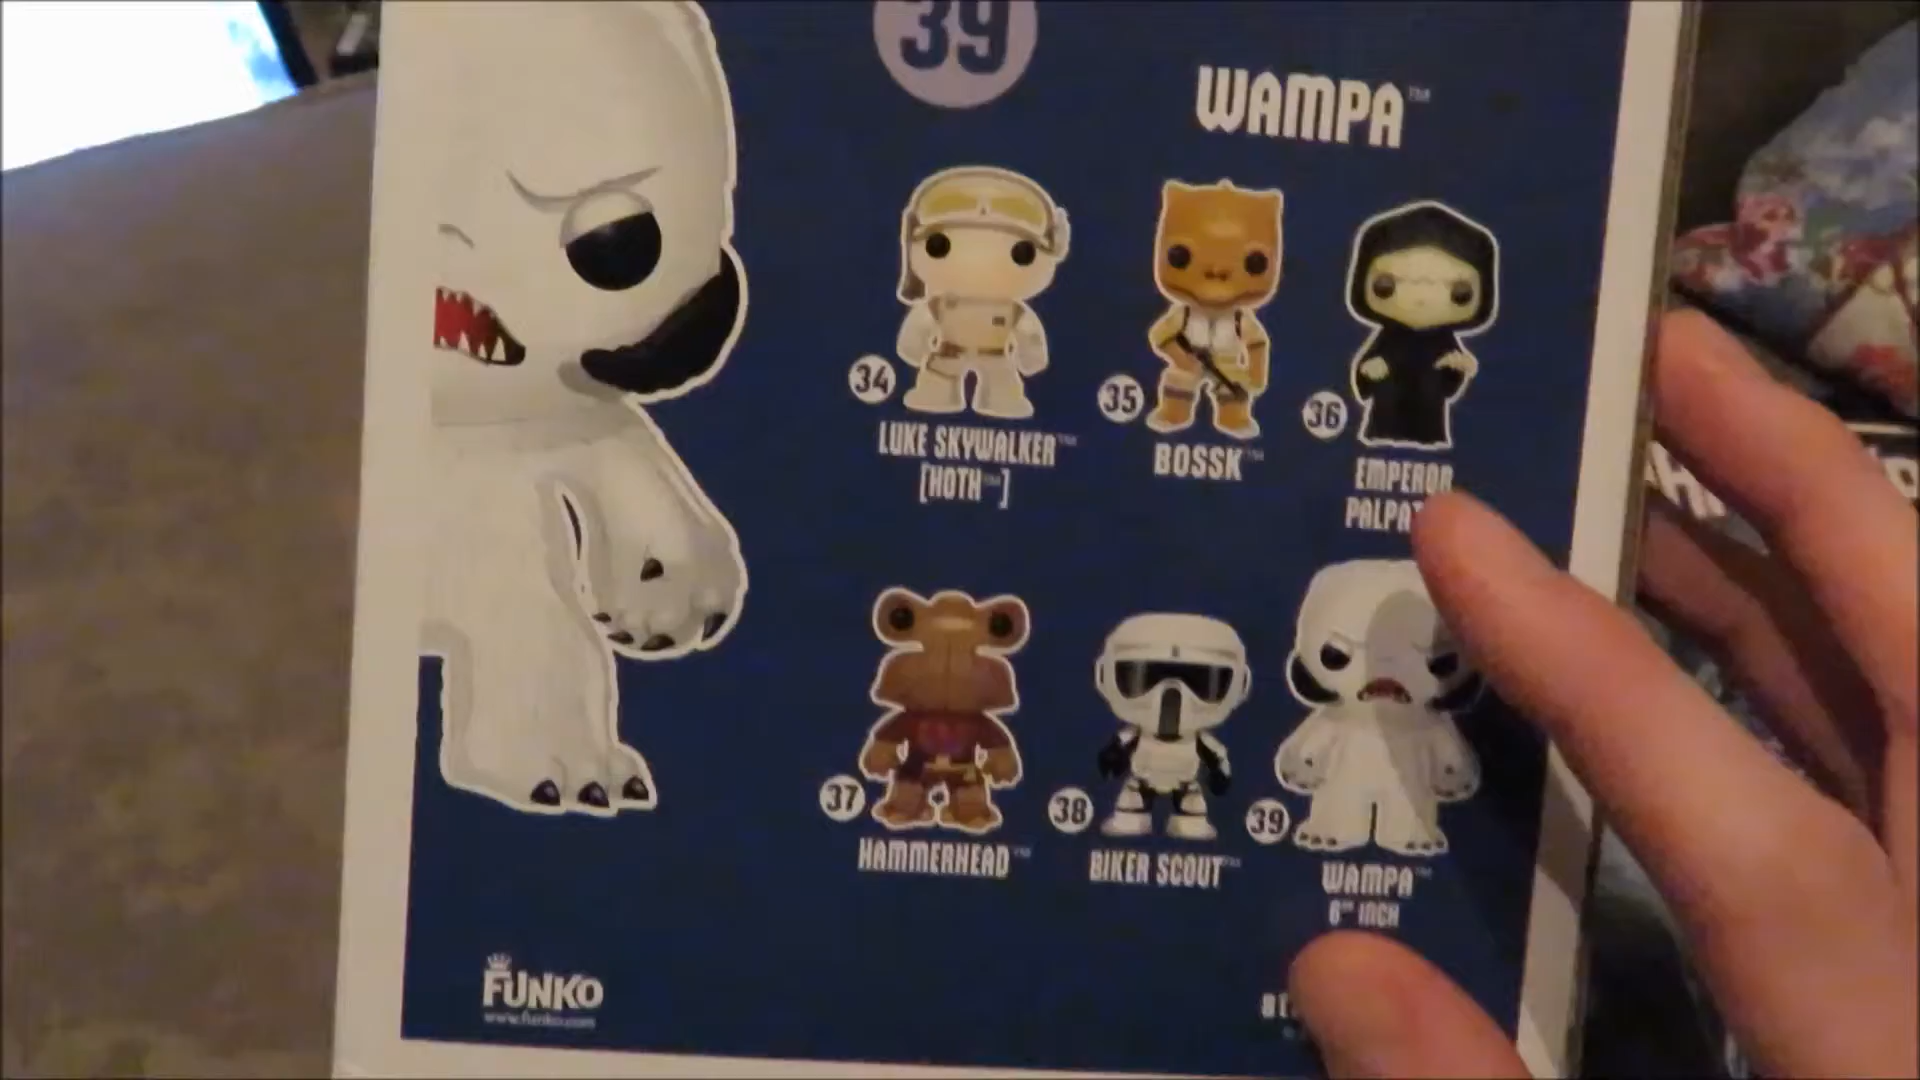 39
WAMPA™
34
LUKE SKYWALKER™
[HOTH™]
35
BOSSK™
36
EMPEROR
PALPAT
37
HAMMERHEAD™
38
BIKER SCOUT™
39
WAMPA™
6" INCH
FUNKO
www.funko.com